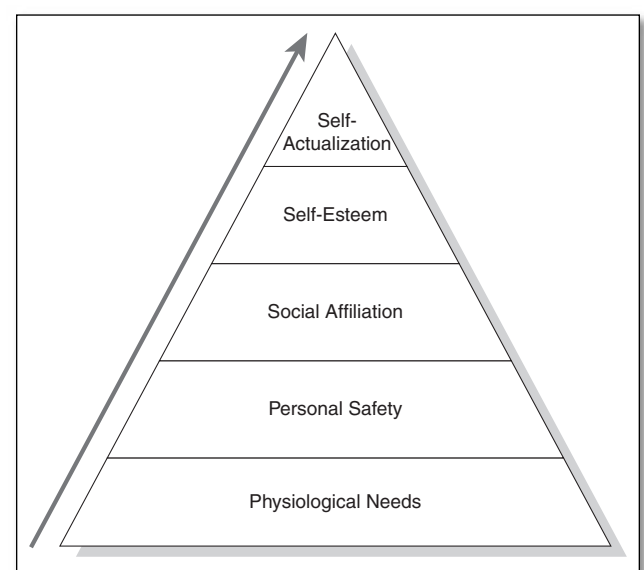 Self-
Actualization
Self-Esteem
Social Affiliation
Personal Safety
Physiological Needs